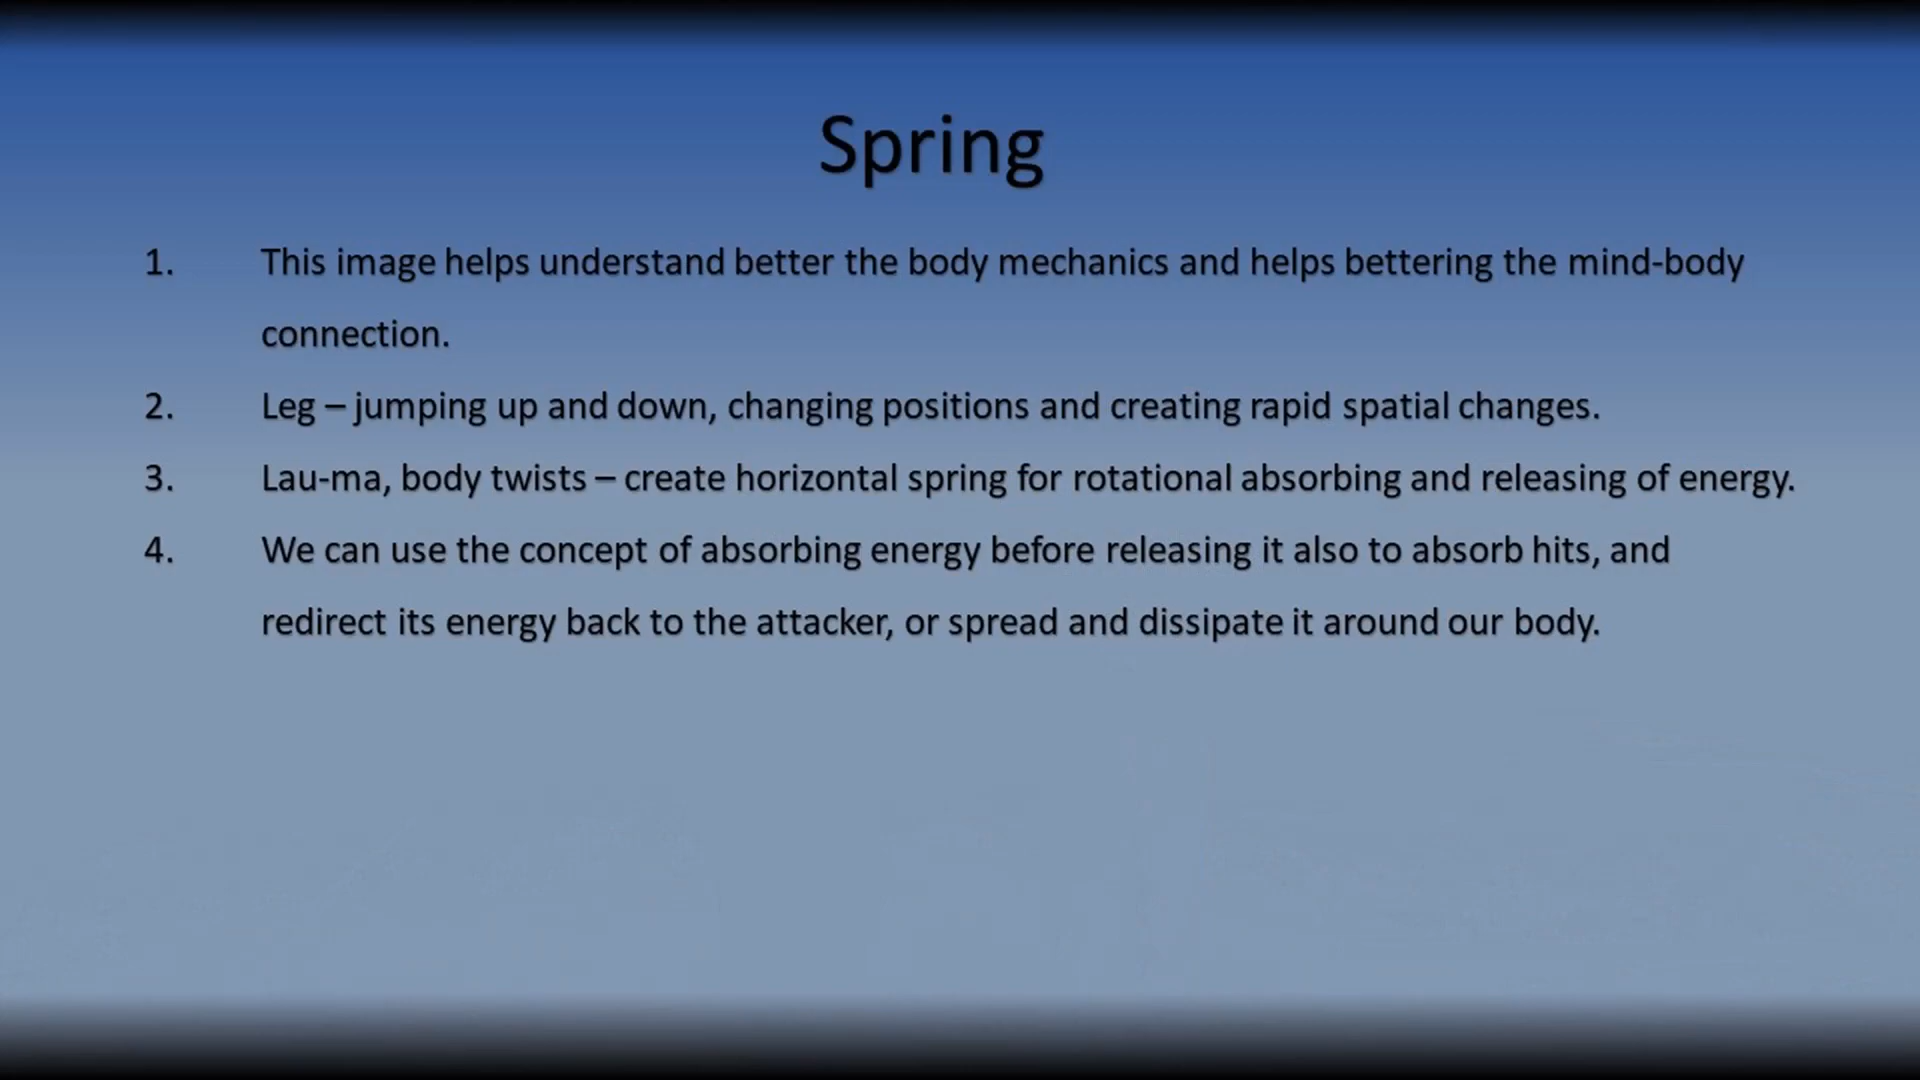 Spring
1. This image helps understand better the body mechanics and helps bettering the mind-body
connection.
2. Leg – jumping up and down, changing positions and creating rapid spatial changes.
3. Lau-ma, body twists – create horizontal spring for rotational absorbing and releasing of energy.
4. We can use the concept of absorbing energy before releasing it also to absorb hits, and
redirect its energy back to the attacker, or spread and dissipate it around our body.